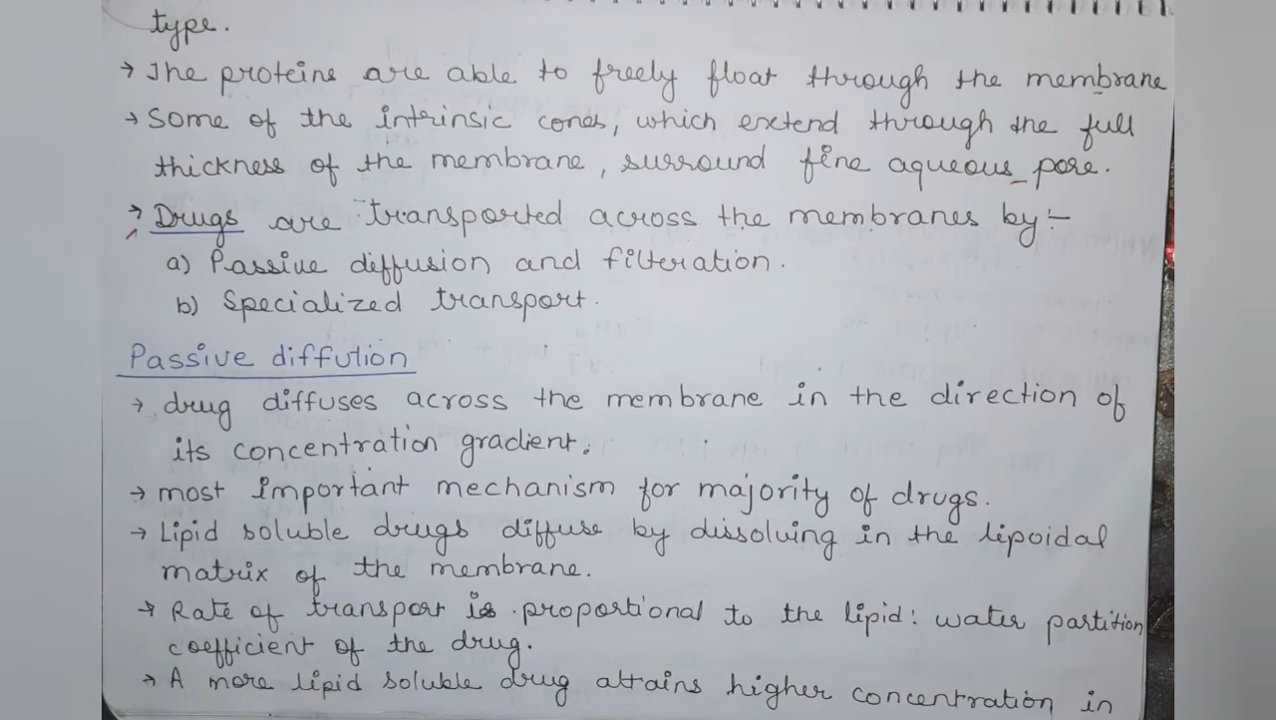 type.
→ The proteins are able to freely float through the membrane
→ Some of the intrinsic cones, which extend through the full
thickness of the membrane, surround fine aqueous pore.
→ Drugs are transported across the membranes by :-
a) Passive diffusion and filteration.
b) Specialized transport.
Passive diffution
→ drug diffuses across the membrane in the direction of
its concentration gradient.
→ most important mechanism for majority of drugs.
→ Lipid soluble drugs diffuse by dissolving in the lipoidal
matrix of the membrane.
→ Rate of transport is proportional to the lipid : water partition
coefficient of the drug.
→ A more lipid soluble drug attains higher concentration in